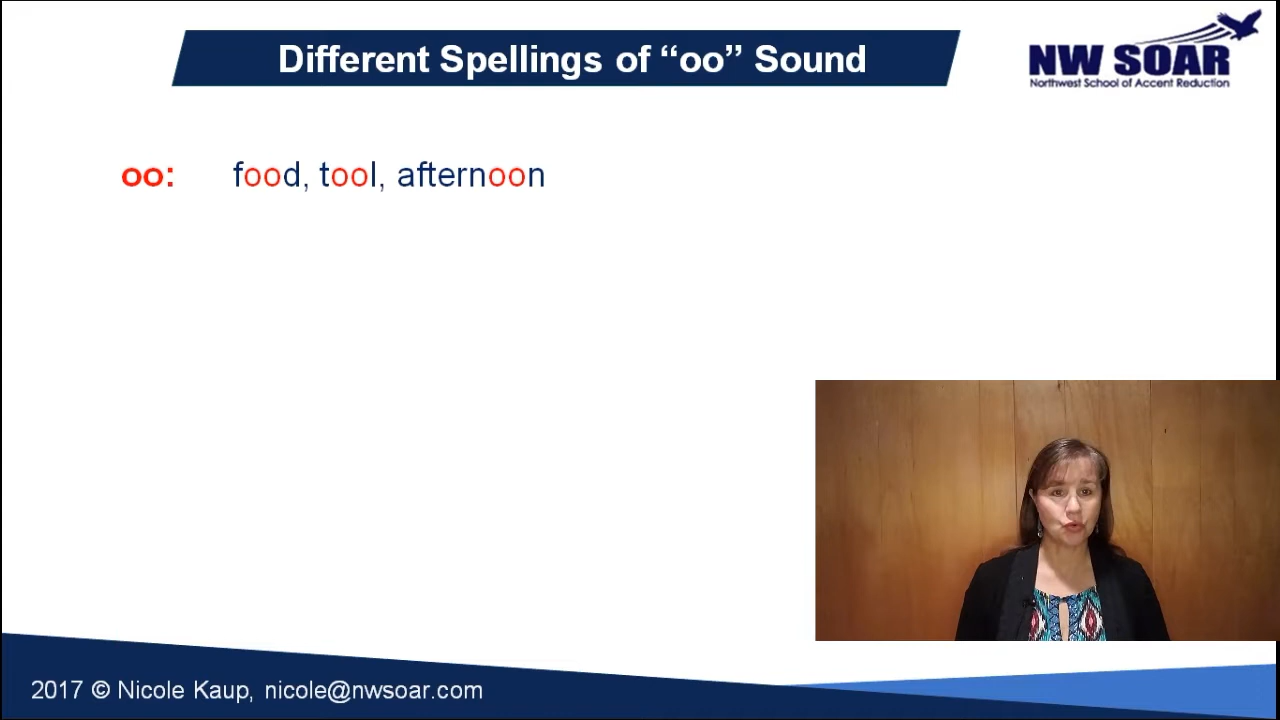 Different Spellings of “oo” Sound
NW SOAR
Northwest School of Accent Reduction
oo: food, tool, afternoon
2017 © Nicole Kaup, nicole@nwsoar.com